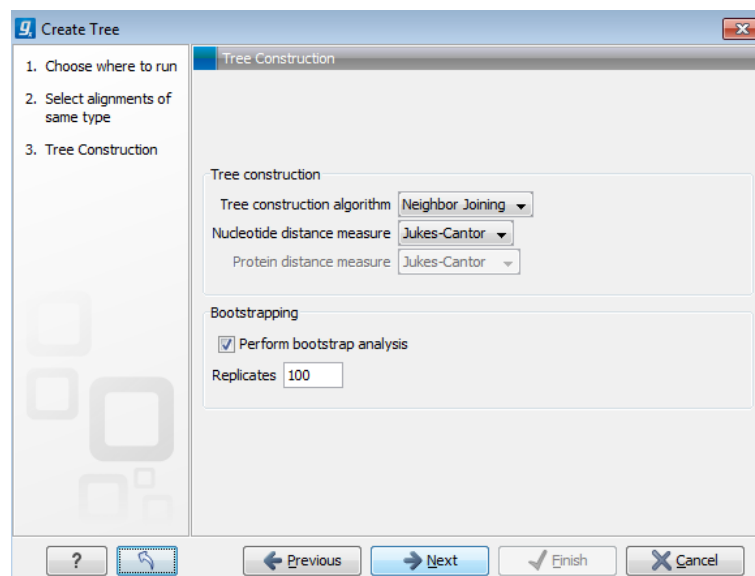 Create Tree
1. Choose where to run
2. Select alignments of
same type
3. Tree Construction
Tree Construction
Tree construction
Tree construction algorithm Neighbor Joining
Nucleotide distance measure Jukes-Cantor
Protein distance measure Jukes-Cantor
Bootstrapping
Perform bootstrap analysis
Replicates 100
? Previous Next Finish Cancel